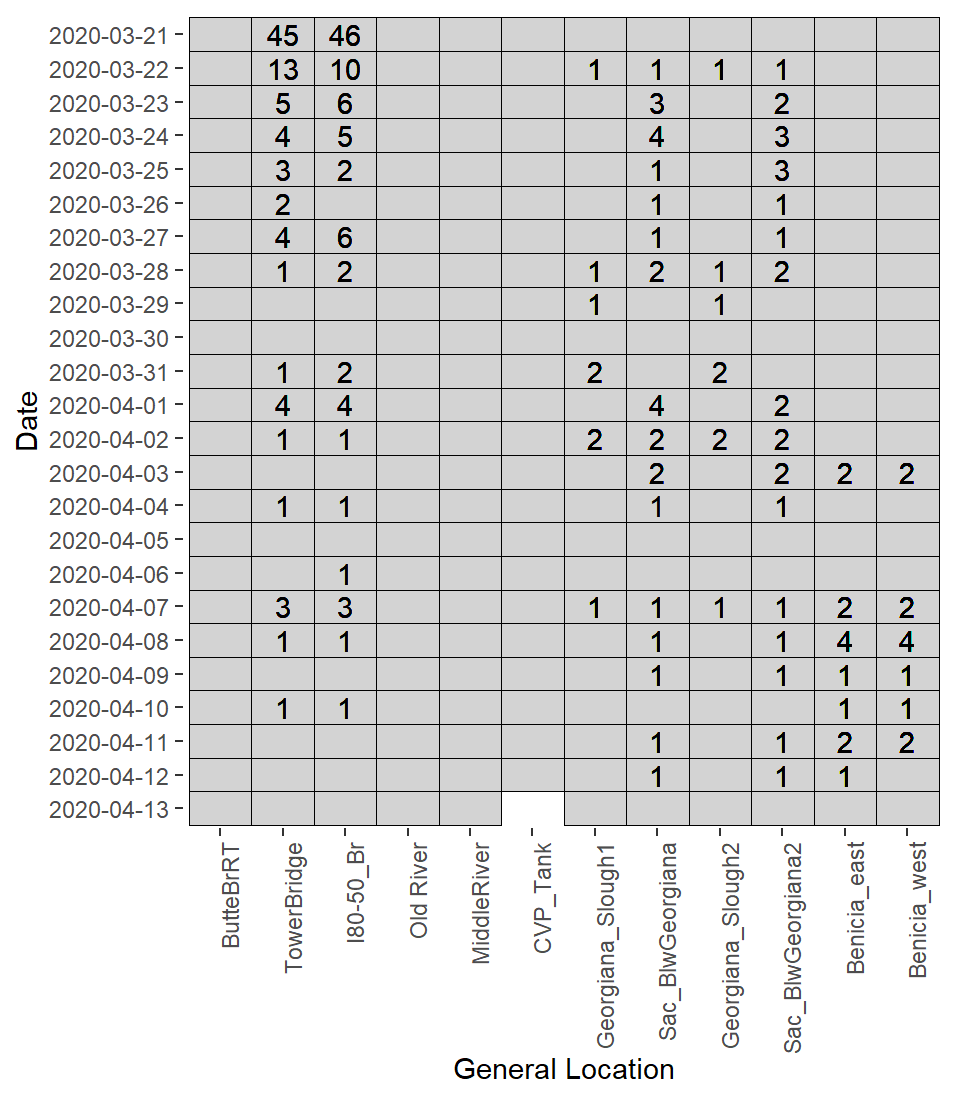 2020-03-21 45 46
2020-03-22 13 10 1 1 1 1
2020-03-23 5 6 3 2
2020-03-24 4 5 4 3
2020-03-25 3 2 1 3
2020-03-26 2 1 1
2020-03-27 4 6 1 1
2020-03-28 1 2 1 2 1 2
2020-03-29 1 1
2020-03-30
2020-03-31 1 2 2 2
2020-04-01 4 4 4 2
2020-04-02 1 1 2 2 2 2
2020-04-03 2 2 2 2
2020-04-04 1 1 1 1
2020-04-05
2020-04-06 1
2020-04-07 3 3 1 1 1 1 2 2
2020-04-08 1 1 1 1 4 4
2020-04-09 1 1 1 1
2020-04-10 1 1 1 1
2020-04-11 1 1 2 2
2020-04-12 1 1 1
2020-04-13
Date
ButteBrRT
TowerBridge
I80-50_Br
Old River
MiddleRiver
CVP_Tank
Georgiana_Slough1
Sac_BlwGeorgiana
Georgiana_Slough2
Sac_BlwGeorgiana2
Benicia_east
Benicia_west
General Location